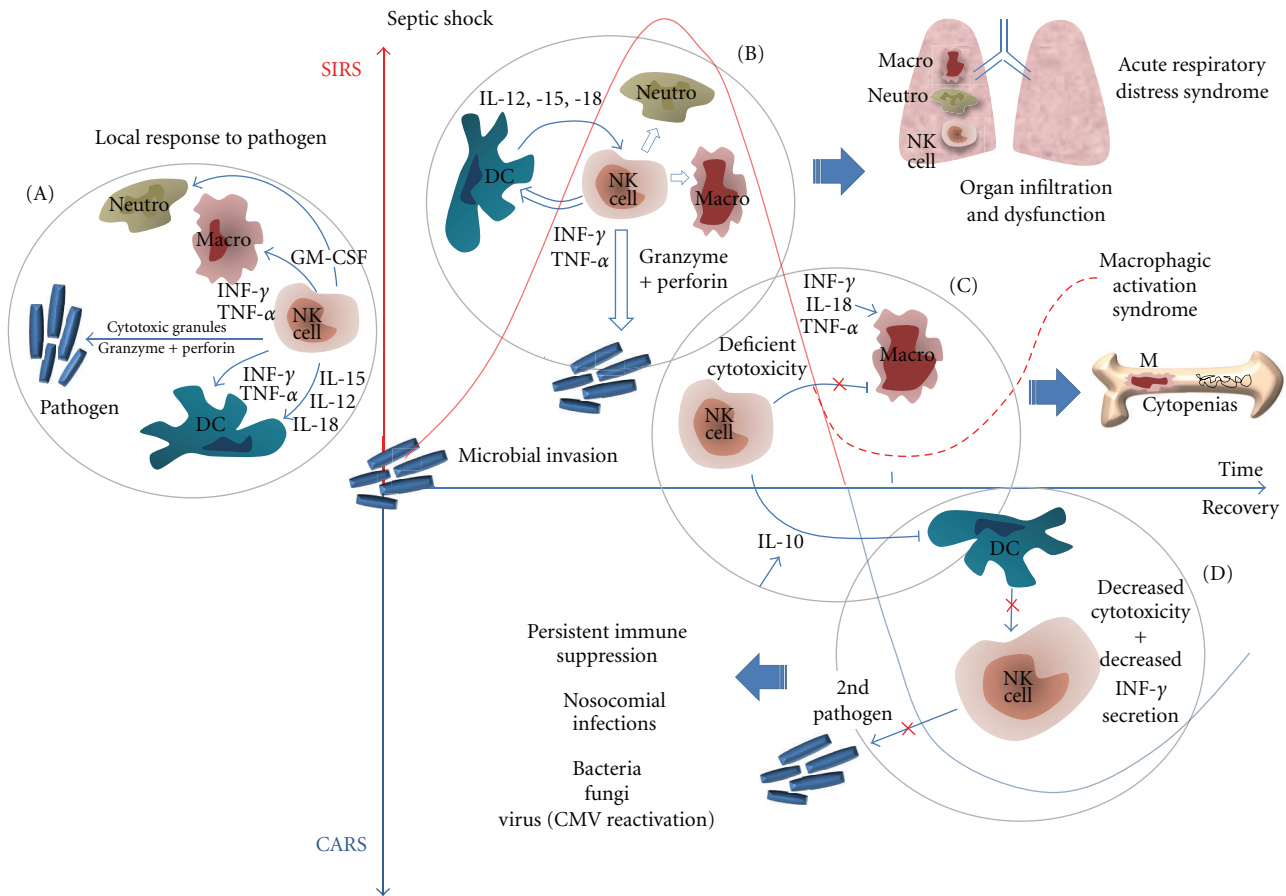 Septic shock
SIRS
Local response to pathogen
(A)
Neutro
Macro
GM-CSF
INF-γ
TNF-α
NK
cell
Cytotoxic granules
Granzyme + perforin
Pathogen
INF-γ
TNF-α
IL-15
IL-12
IL-18
DC
(B)
IL-12, -15, -18
Neutro
DC
NK
cell
Macro
INF-γ
TNF-α
Granzyme
+ perforin
Macro
Neutro
NK
cell
Acute respiratory
distress syndrome
Organ infiltration
and dysfunction
(C)
INF-γ
IL-18
TNF-α
Macro
Deficient
cytotoxicity
NK
cell
Macrophagic
activation
syndrome
M
Cytopenias
Microbial invasion
Time
Recovery
IL-10
DC
(D)
Decreased
cytotoxicity
+
decreased
INF-γ
secretion
NK
cell
2nd
pathogen
Persistent immune
suppression
Nosocomial
infections
Bacteria
fungi
virus (CMV reactivation)
CARS